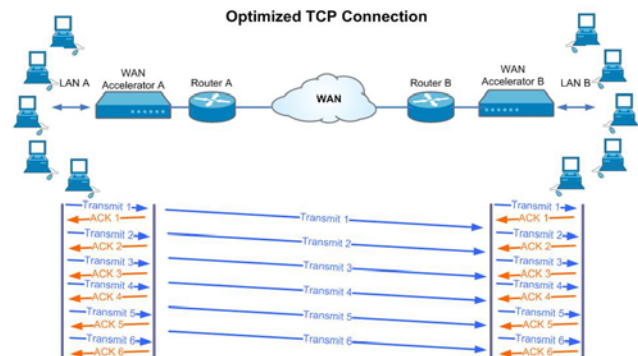 Optimized TCP Connection
LAN A
WAN
Accelerator A
Router A
WAN
Router B
WAN
Accelerator B
LAN B
Transmit 1
ACK 1
Transmit 2
ACK 2
Transmit 3
ACK 3
Transmit 4
ACK 4
Transmit 5
ACK 5
Transmit 6
ACK 6
Transmit 1
Transmit 2
Transmit 3
Transmit 4
Transmit 5
Transmit 6
Transmit 1
ACK 1
Transmit 2
ACK 2
Transmit 3
ACK 3
Transmit 4
ACK 4
Transmit 5
ACK 5
Transmit 6
ACK 6